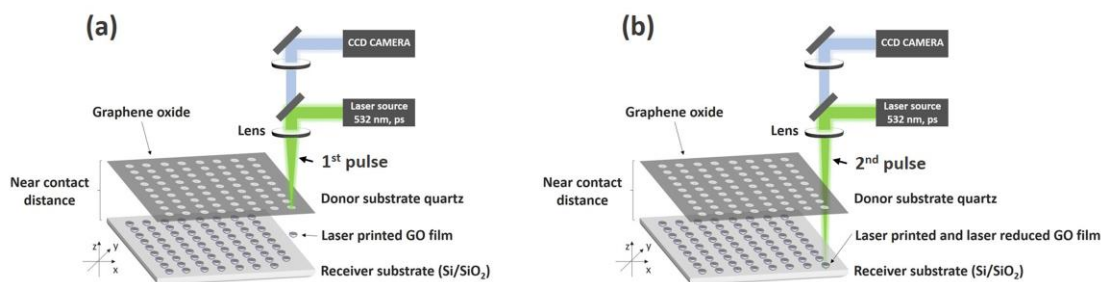 (a)
CCD CAMERA
Graphene oxide
Laser source
532 nm, ps
Lens
1st pulse
Near contact
distance
Donor substrate quartz
Laser printed GO film
z
y
x
Receiver substrate (Si/SiO₂)
(b)
CCD CAMERA
Graphene oxide
Laser source
532 nm, ps
Lens
2nd pulse
Near contact
distance
Donor substrate quartz
Laser printed and laser reduced GO film
z
y
x
Receiver substrate (Si/SiO₂)